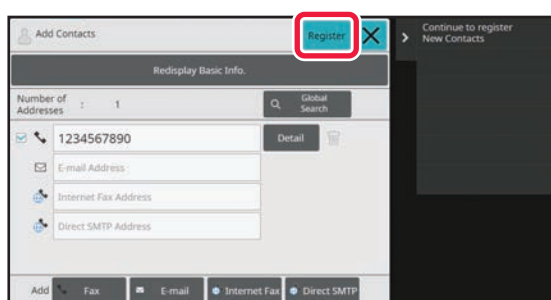 Add Contacts
Register
Continue to register
New Contacts
Redisplay Basic Info.
Number of
Addresses : 1
Global
Search
1234567890
Detail
E-mail Address
Internet Fax Address
Direct SMTP Address
Add
Fax
E-mail
Internet Fax
Direct SMTP